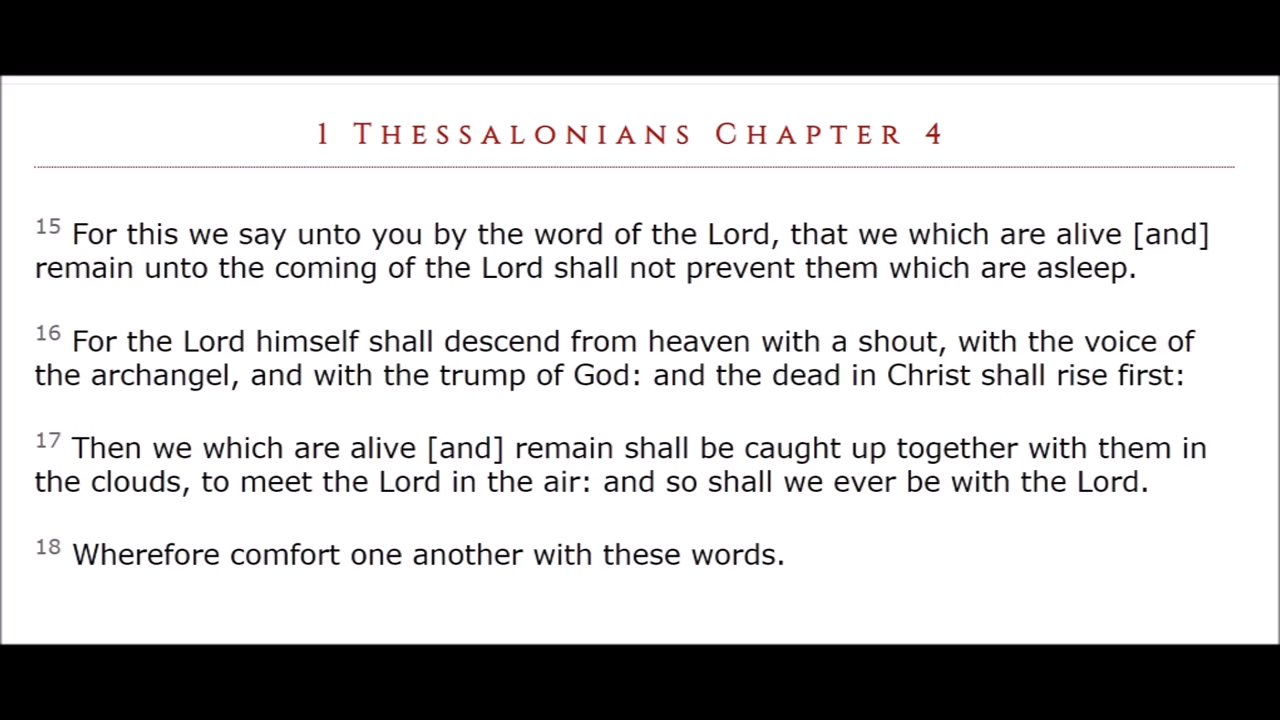 1 Thessalonians Chapter 4
15 For this we say unto you by the word of the Lord, that we which are alive [and]
remain unto the coming of the Lord shall not prevent them which are asleep.
16 For the Lord himself shall descend from heaven with a shout, with the voice of
the archangel, and with the trump of God: and the dead in Christ shall rise first:
17 Then we which are alive [and] remain shall be caught up together with them in
the clouds, to meet the Lord in the air: and so shall we ever be with the Lord.
18 Wherefore comfort one another with these words.